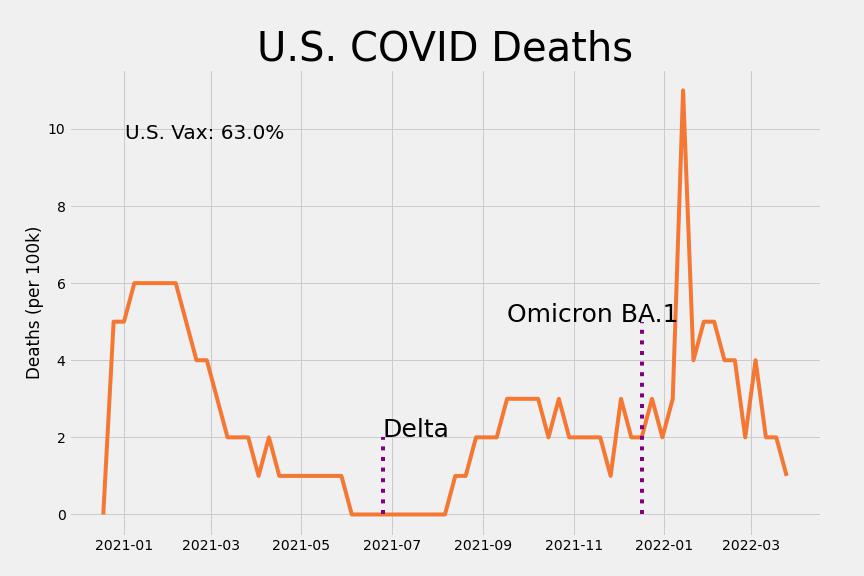 U.S. COVID Deaths
U.S. Vax: 63.0%
Deaths (per 100k)
10
8
6
4
2
0
Omicron BA.1
Delta
2021-01 2021-03 2021-05 2021-07 2021-09 2021-11 2022-01 2022-03